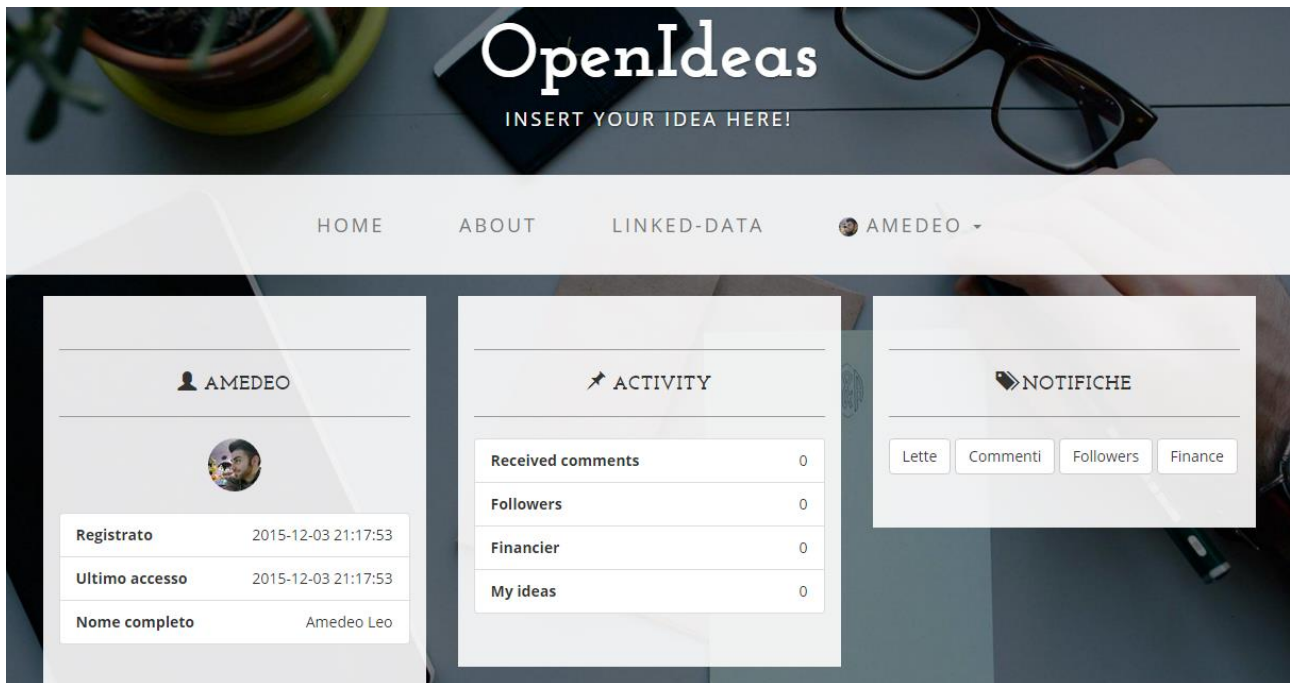 OpenIdeas
INSERT YOUR IDEA HERE!
HOME ABOUT LINKED-DATA AMEDEO
AMEDEO
Registrato 2015-12-03 21:17:53
Ultimo accesso 2015-12-03 21:17:53
Nome completo Amedeo Leo
ACTIVITY
Received comments 0
Followers 0
Financier 0
My ideas 0
NOTIFICHE
Lette Commenti Followers Finance